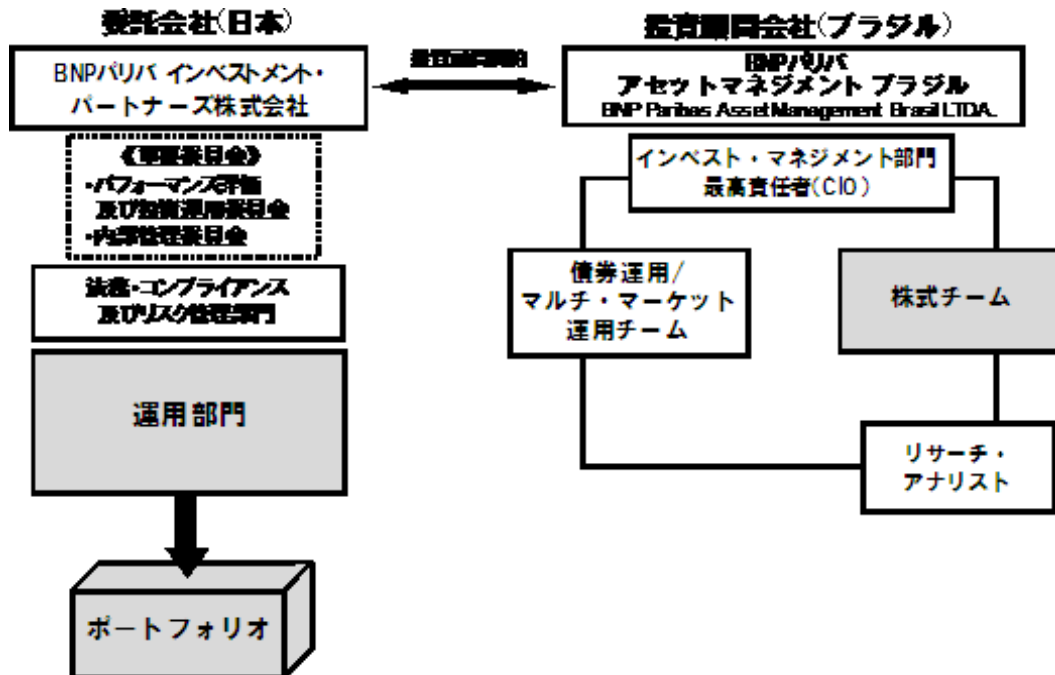 委託会社(日本)
BNPパリバ インベストメント・
パートナーズ株式会社
投資顧問会社(ブラジル)
BNPパリバ
アセットマネジメント ブラジル
BNP Paribas Asset Management Brasil LTDA.
・パフォーマンス評価
及び投資運用委員会
・内部管理委員会
法務・コンプライアンス
及びリスク管理部門
運用部門
ポートフォリオ
インベスト・マネジメント部門
最高責任者(CIO)
債券運用/
マルチ・マーケット
運用チーム
株式チーム
リサーチ・
アナリスト